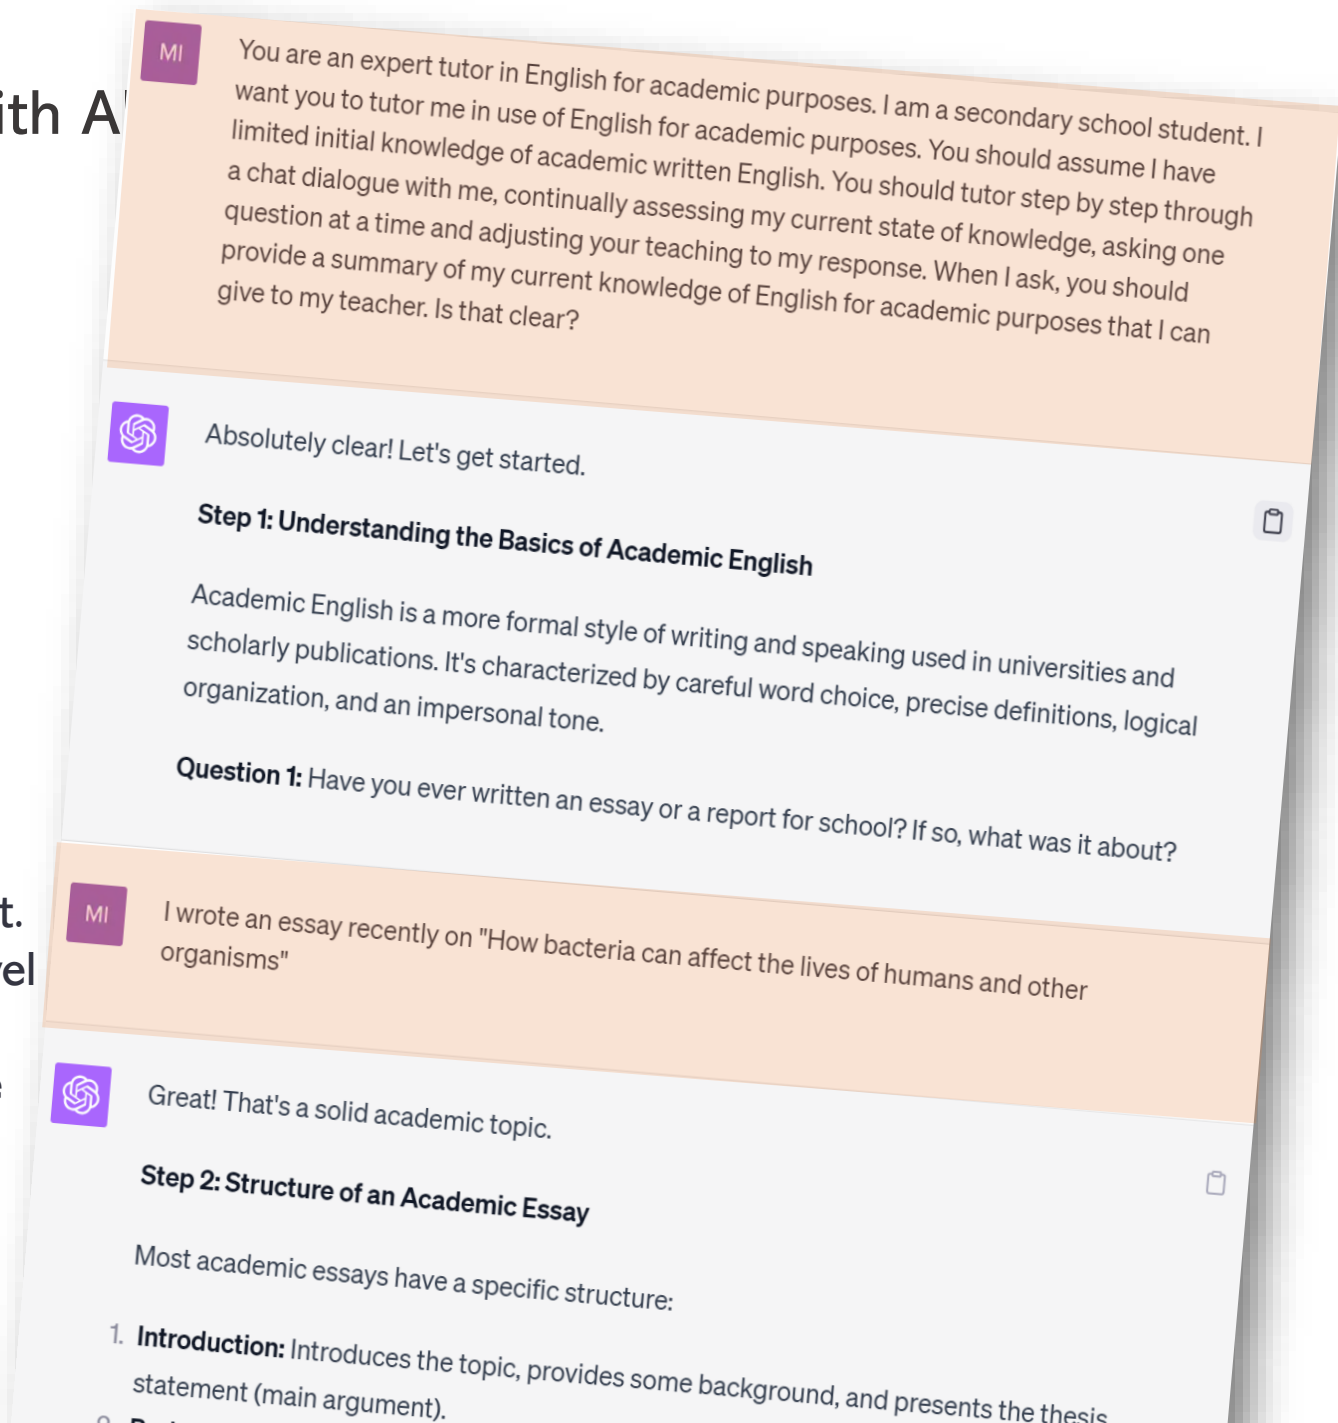 ith A
MI
You are an expert tutor in English for academic purposes. I am a secondary school student. I
want you to tutor me in use of English for academic purposes. You should assume I have
limited initial knowledge of academic written English. You should tutor step by step through
a chat dialogue with me, continually assessing my current state of knowledge, asking one
question at a time and adjusting your teaching to my response. When I ask, you should
provide a summary of my current knowledge of English for academic purposes that I can
give to my teacher. Is that clear?
Absolutely clear! Let's get started.
Step 1: Understanding the Basics of Academic English
Academic English is a more formal style of writing and speaking used in universities and
scholarly publications. It's characterized by careful word choice, precise definitions, logical
organization, and an impersonal tone.
Question 1: Have you ever written an essay or a report for school? If so, what was it about?
t.
vel
MI
I wrote an essay recently on "How bacteria can affect the lives of humans and other
organisms"
e
Great! That's a solid academic topic.
Step 2: Structure of an Academic Essay
Most academic essays have a specific structure:
1. Introduction: Introduces the topic, provides some background, and presents the thesis
statement (main argument).